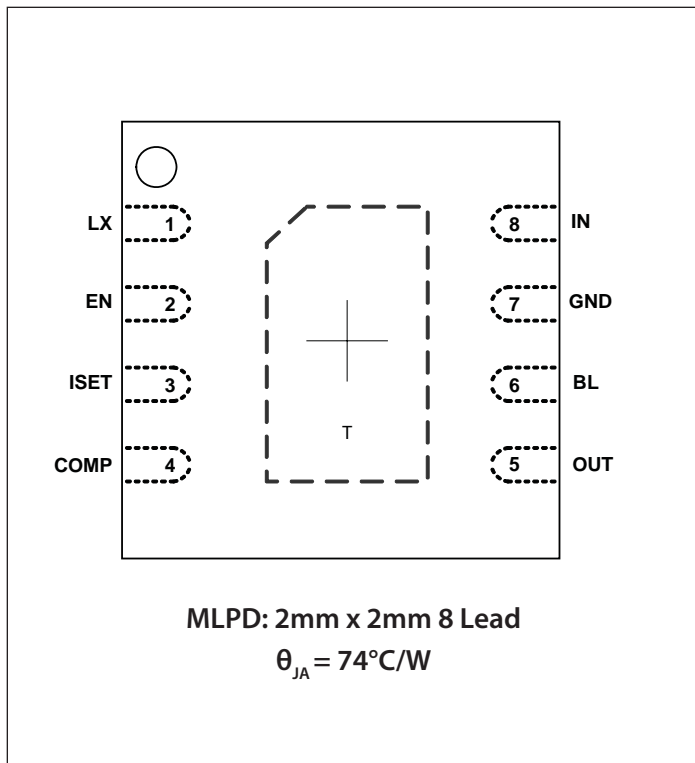 LX 1 8 IN
EN 2 7 GND
ISET 3 6 BL
COMP 4 5 OUT
T
MLPD: 2mm x 2mm 8 Lead
θJA = 74°C/W